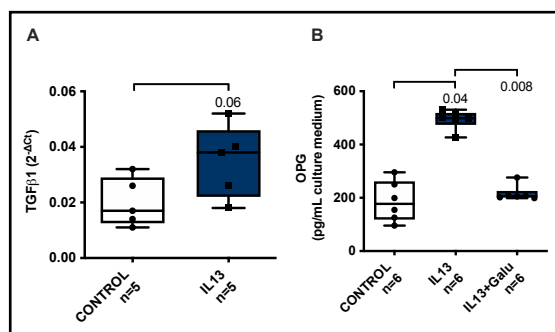 A
TGFβ1 (2-ΔCt)
0.06
0.04
0.02
0.00
0.06
CONTROL
n=5
IL13
n=5
B
OPG
(pg/mL culture medium)
600
400
200
0
0.04
0.008
CONTROL
n=6
IL13
n=6
IL13+Galu
n=6